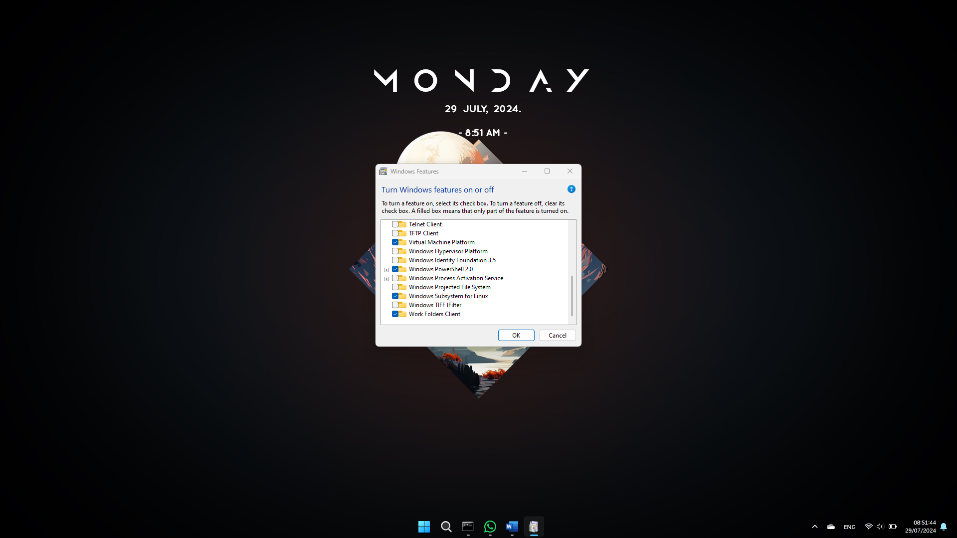 MONDAY
29 JULY, 2024.
- 8:51 AM -
Windows Features
Turn Windows features on or off
To turn a feature on, select its check box. To turn a feature off, clear its
check box. A filled box means that only part of the feature is turned on.
Telnet Client
TFTP Client
Virtual Machine Platform
Windows Hypervisor Platform
Windows Identity Foundation 3.5
Windows PowerShell 2.0
Windows Process Activation Service
Windows Projected File System
Windows Subsystem for Linux
Windows TIFF IFilter
Work Folders Client
OK Cancel
ENG
08:51:44
29/07/2024